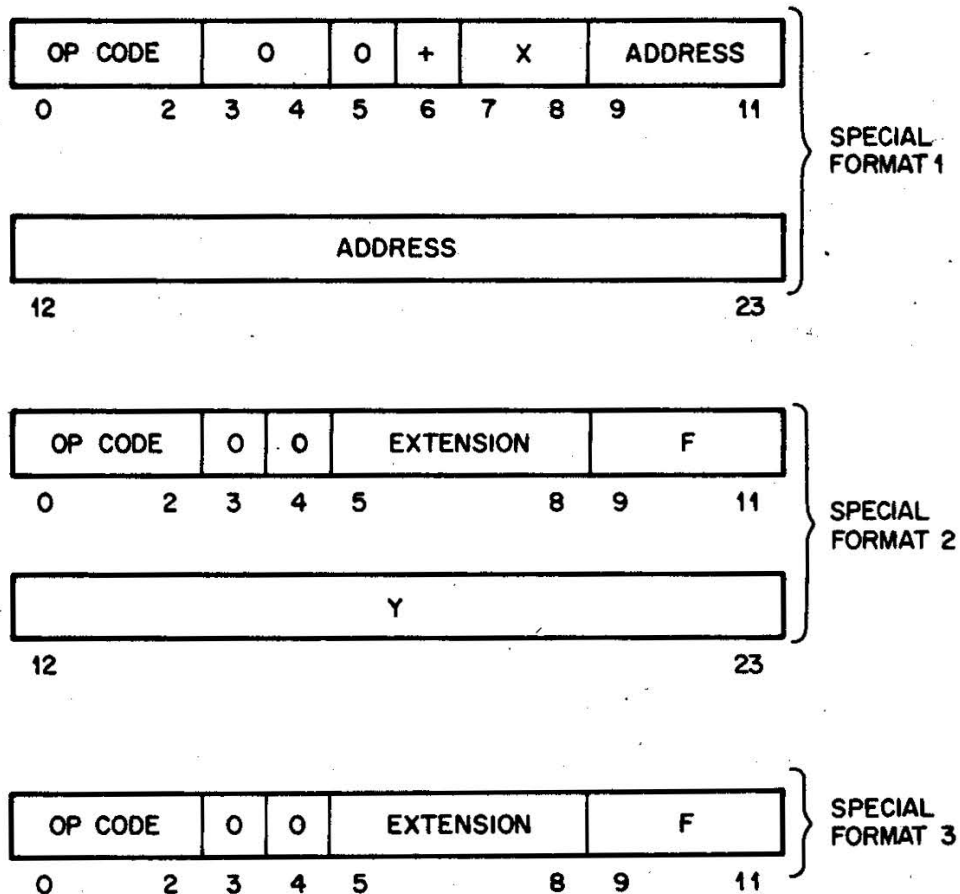 OP CODE 0 0 + X ADDRESS
0 2 3 4 5 6 7 8 9 11
SPECIAL
FORMAT 1
ADDRESS
12 23
OP CODE 0 0 EXTENSION F
0 2 3 4 5 8 9 11
SPECIAL
FORMAT 2
Y
12 23
OP CODE 0 0 EXTENSION F
0 2 3 4 5 8 9 11
SPECIAL
FORMAT 3